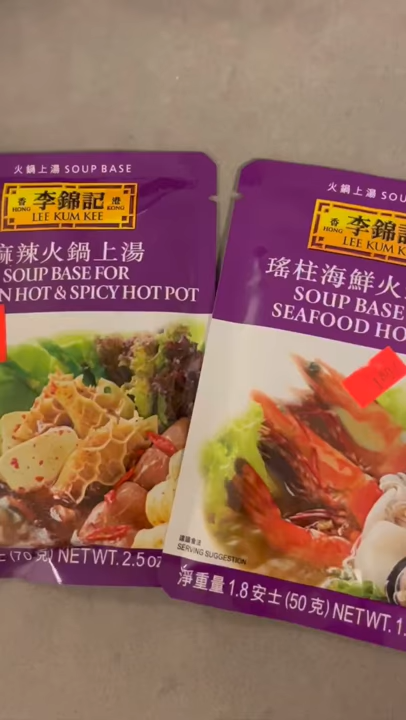 火鍋上湯 SOUP BASE
香 李錦記 港
HONG LEE KUM KEE KONG
麻辣火鍋上湯
SOUP BASE FOR
HOT & SPICY HOT POT
(70克) NET WT. 2.5 oz
火鍋上湯
香 李錦記
HONG LEE KUM
瑤柱海鮮火
SOUP BASE
SEAFOOD
建議食法
SERVING SUGGESTION
淨重量 1.8 安士 (50 克) NET WT. 1.